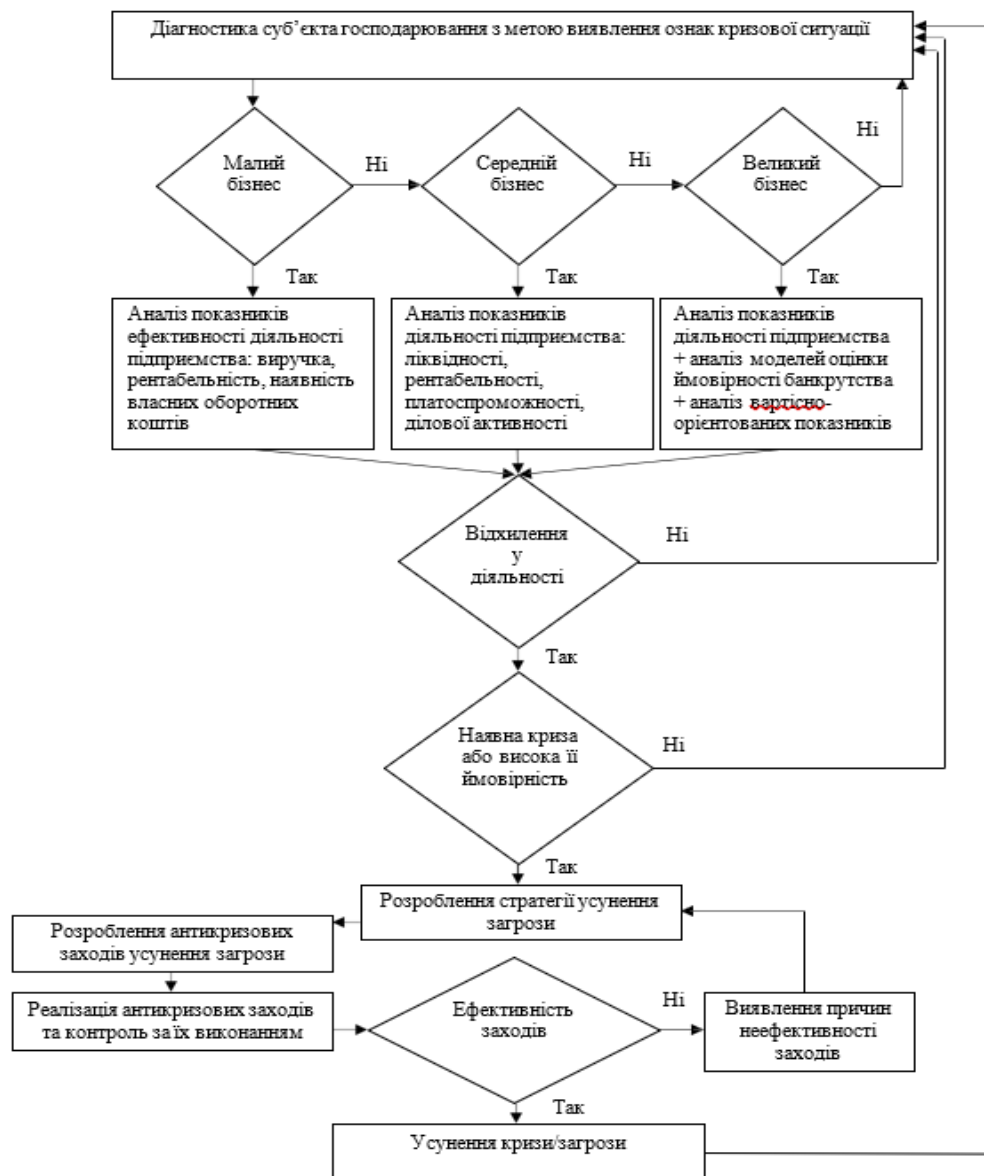 Діагностика суб’єкта господарювання з метою виявлення ознак кризової ситуації
Малий
бізнес
Ні
Середній
бізнес
Ні
Великий
бізнес
Ні
Так
Так
Так
Аналіз показників
ефективності діяльності
підприємства: виручка,
рентабельність, наявність
власних оборотних
коштів
Аналіз показників
діяльності підприємства:
ліквідності,
рентабельності,
платоспроможності,
ділової активності
Аналіз показників
діяльності підприємства
+ аналіз моделей оцінки
ймовірності банкрутства
+ аналіз вартісно-
орієнтованих показників
Відхилення
у
діяльності
Ні
Так
Наявна криза
або висока її
ймовірність
Ні
Так
Розроблення стратегії усунення
загрози
Розроблення антикризових
заходів усунення загрози
Реалізація антикризових заходів
та контроль за їх виконанням
Ефективність
заходів
Ні
Виявлення причин
неефективності
заходів
Так
Усунення кризи/загрози